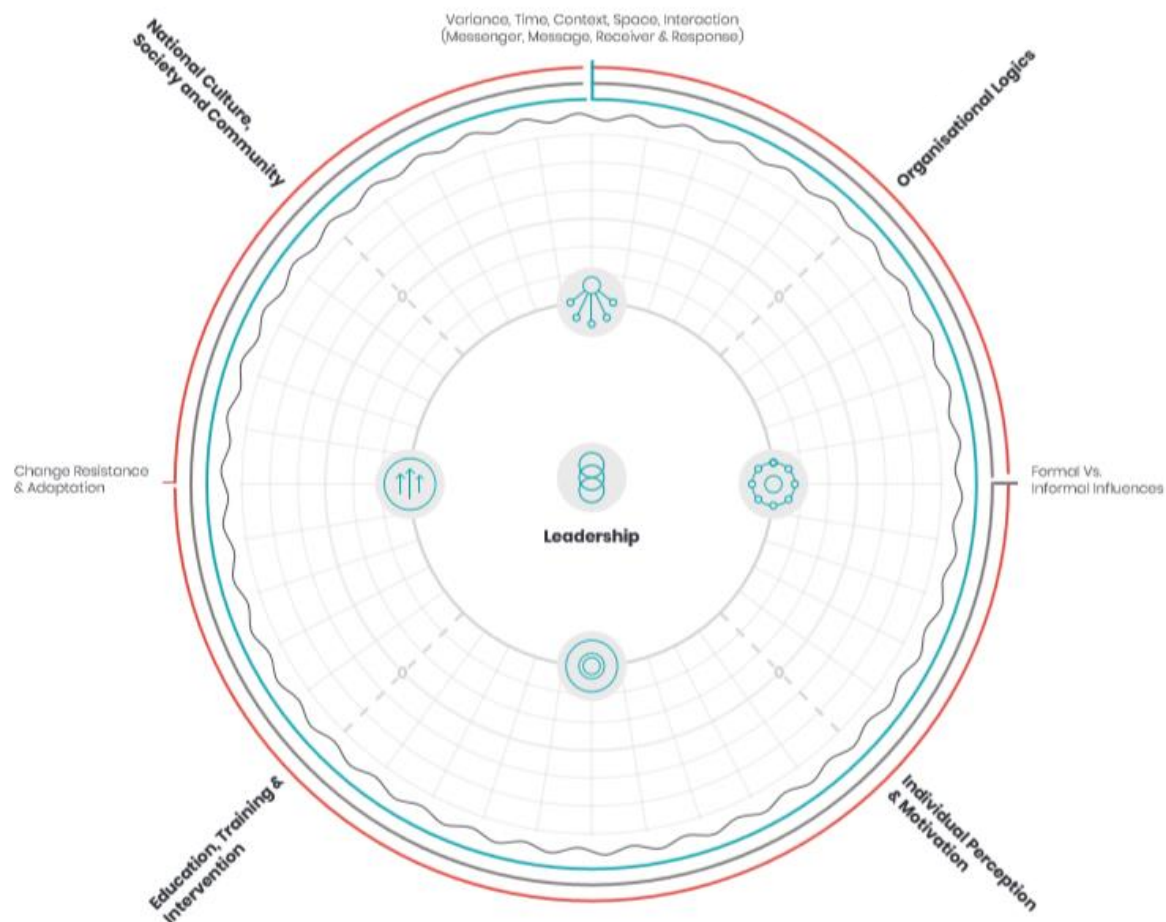 Variance, Time, Context, Space, Interaction
(Messenger, Message, Receiver & Response)
National Culture,
Society and Community
Organisational Logics
Change Resistance
& Adaptation
Formal Vs.
Informal Influences
Leadership
Education, Training &
Intervention
Individual Perception
& Motivation